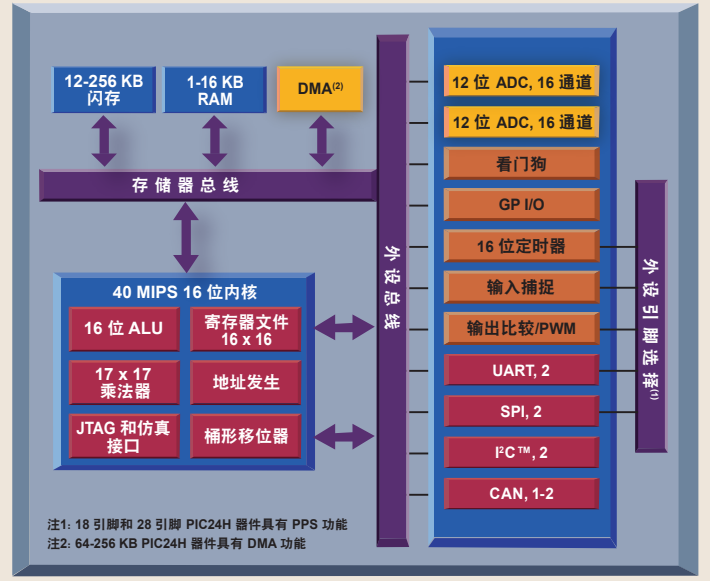 12-256 KB
闪存
1-16 KB
RAM
DMA(2)
存储器总线
40 MIPS 16 位内核
16 位 ALU
寄存器文件
16 x 16
17 x 17
乘法器
地址发生
JTAG 和仿真
接口
桶形移位器
外设总线
12 位 ADC, 16 通道
12 位 ADC, 16 通道
看门狗
GP I/O
16 位定时器
输入捕捉
输出比较/PWM
UART, 2
SPI, 2
I²C™, 2
CAN, 1-2
外设引脚选择(1)
注1: 18 引脚和 28 引脚 PIC24H 器件具有 PPS 功能
注2: 64-256 KB PIC24H 器件具有 DMA 功能